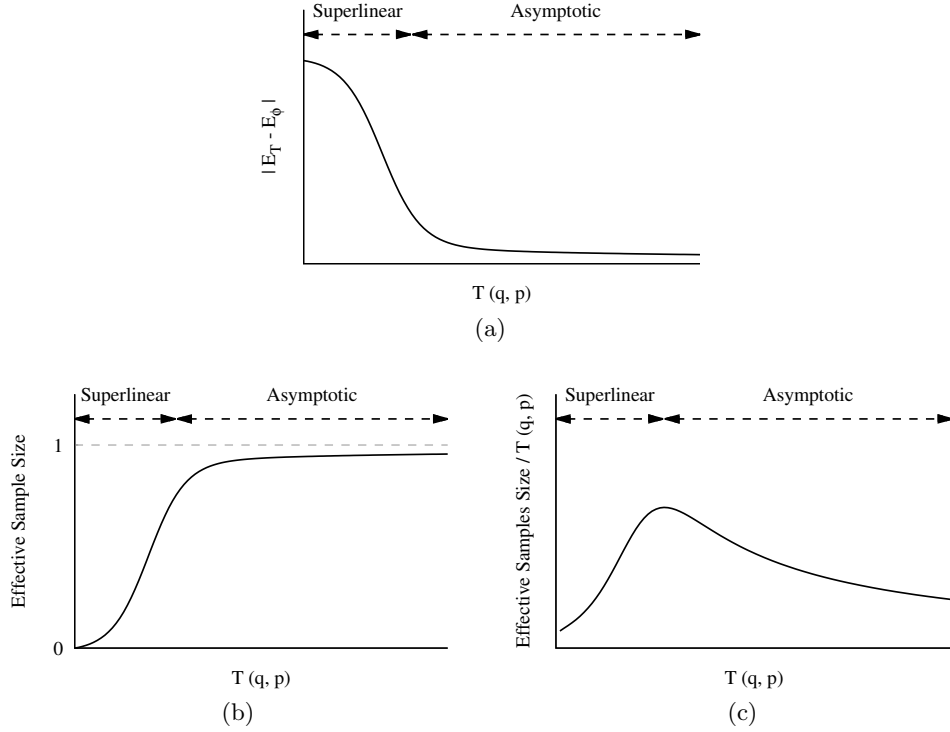 Superlinear Asymptotic
| E_T - E_ϕ |
T (q, p)
(a)
Superlinear Asymptotic
1
Effective Sample Size
0
T (q, p)
(b)
Superlinear Asymptotic
Effective Samples Size / T (q, p)
T (q, p)
(c)